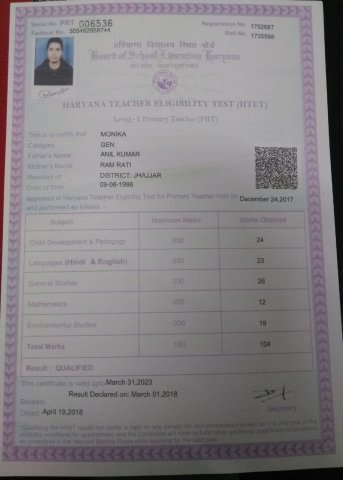 Serial No. PRT 006536
Aadhaar No. 305462958744
Registration No. 1752667
Roll No. 1730568
हरियाणा विद्यालय शिक्षा बोर्ड
Board of School Education Haryana
Monika
HARYANA TEACHER ELIGIBILITY TEST (HTET)
Level-1 Primary Teacher (PRT)
This is to certify that MONIKA
Category GEN
Father's Name ANIL KUMAR
Mother's Name RAM RATI
Resident of DISTRICT: JHAJJAR
Date of Birth 09-06-1996
appeared in Haryana Teacher Eligibility Test for Primary Teacher held on December 24,2017
and performed as follows :-
Subject Maximum Marks Marks Obtained
Child Development & Pedagogy 030 24
Languages (Hindi & English) 030 23
General Studies 030 26
Mathematics 030 12
Environmental Studies 030 19
Total Marks 150 104
Result : QUALIFIED
This certificate is valid upto March 31,2023
Result Declared on: March 01,2018
Bhiwani
Dated April 19,2018
Secretary